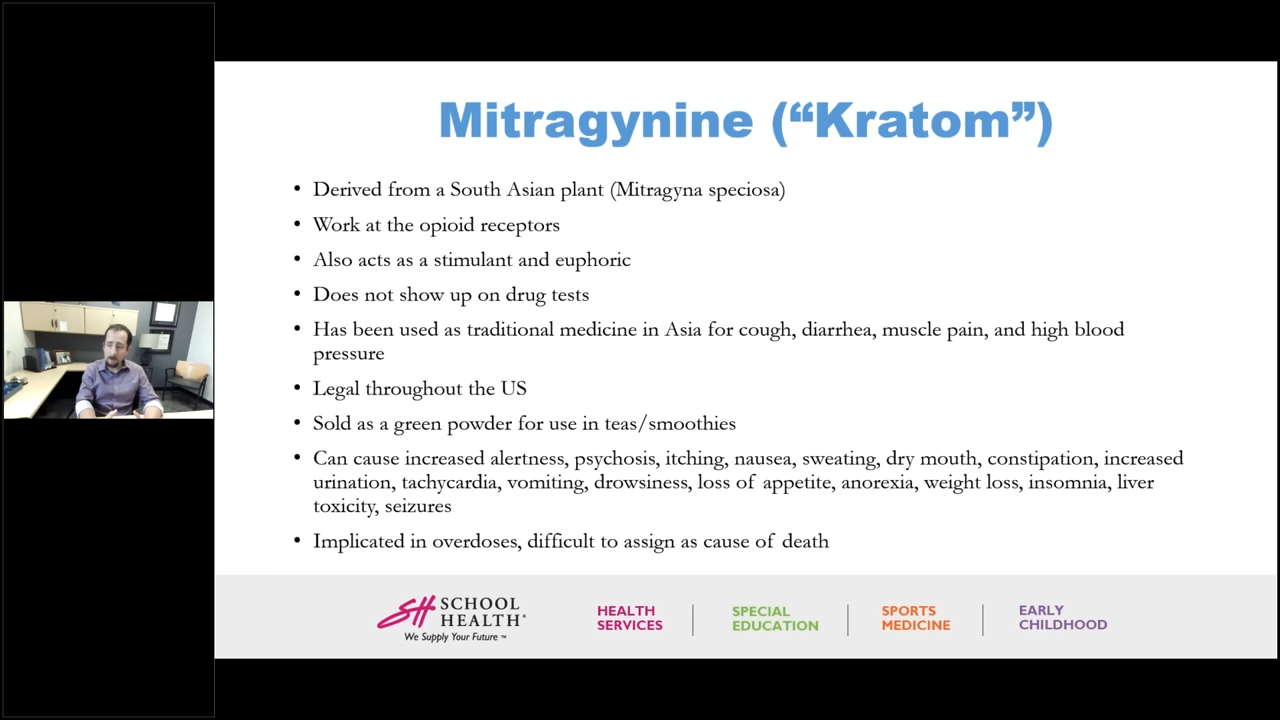 Mitragynine (“Kratom”)
• Derived from a South Asian plant (Mitragyna speciosa)
• Work at the opioid receptors
• Also acts as a stimulant and euphoric
• Does not show up on drug tests
• Has been used as traditional medicine in Asia for cough, diarrhea, muscle pain, and high blood
pressure
• Legal throughout the US
• Sold as a green powder for use in teas/smoothies
• Can cause increased alertness, psychosis, itching, nausea, sweating, dry mouth, constipation, increased
urination, tachycardia, vomiting, drowsiness, loss of appetite, anorexia, weight loss, insomnia, liver
toxicity, seizures
• Implicated in overdoses, difficult to assign as cause of death
SH SCHOOL
HEALTH®
We Supply Your Future ™
HEALTH
SERVICES
SPECIAL
EDUCATION
SPORTS
MEDICINE
EARLY
CHILDHOOD